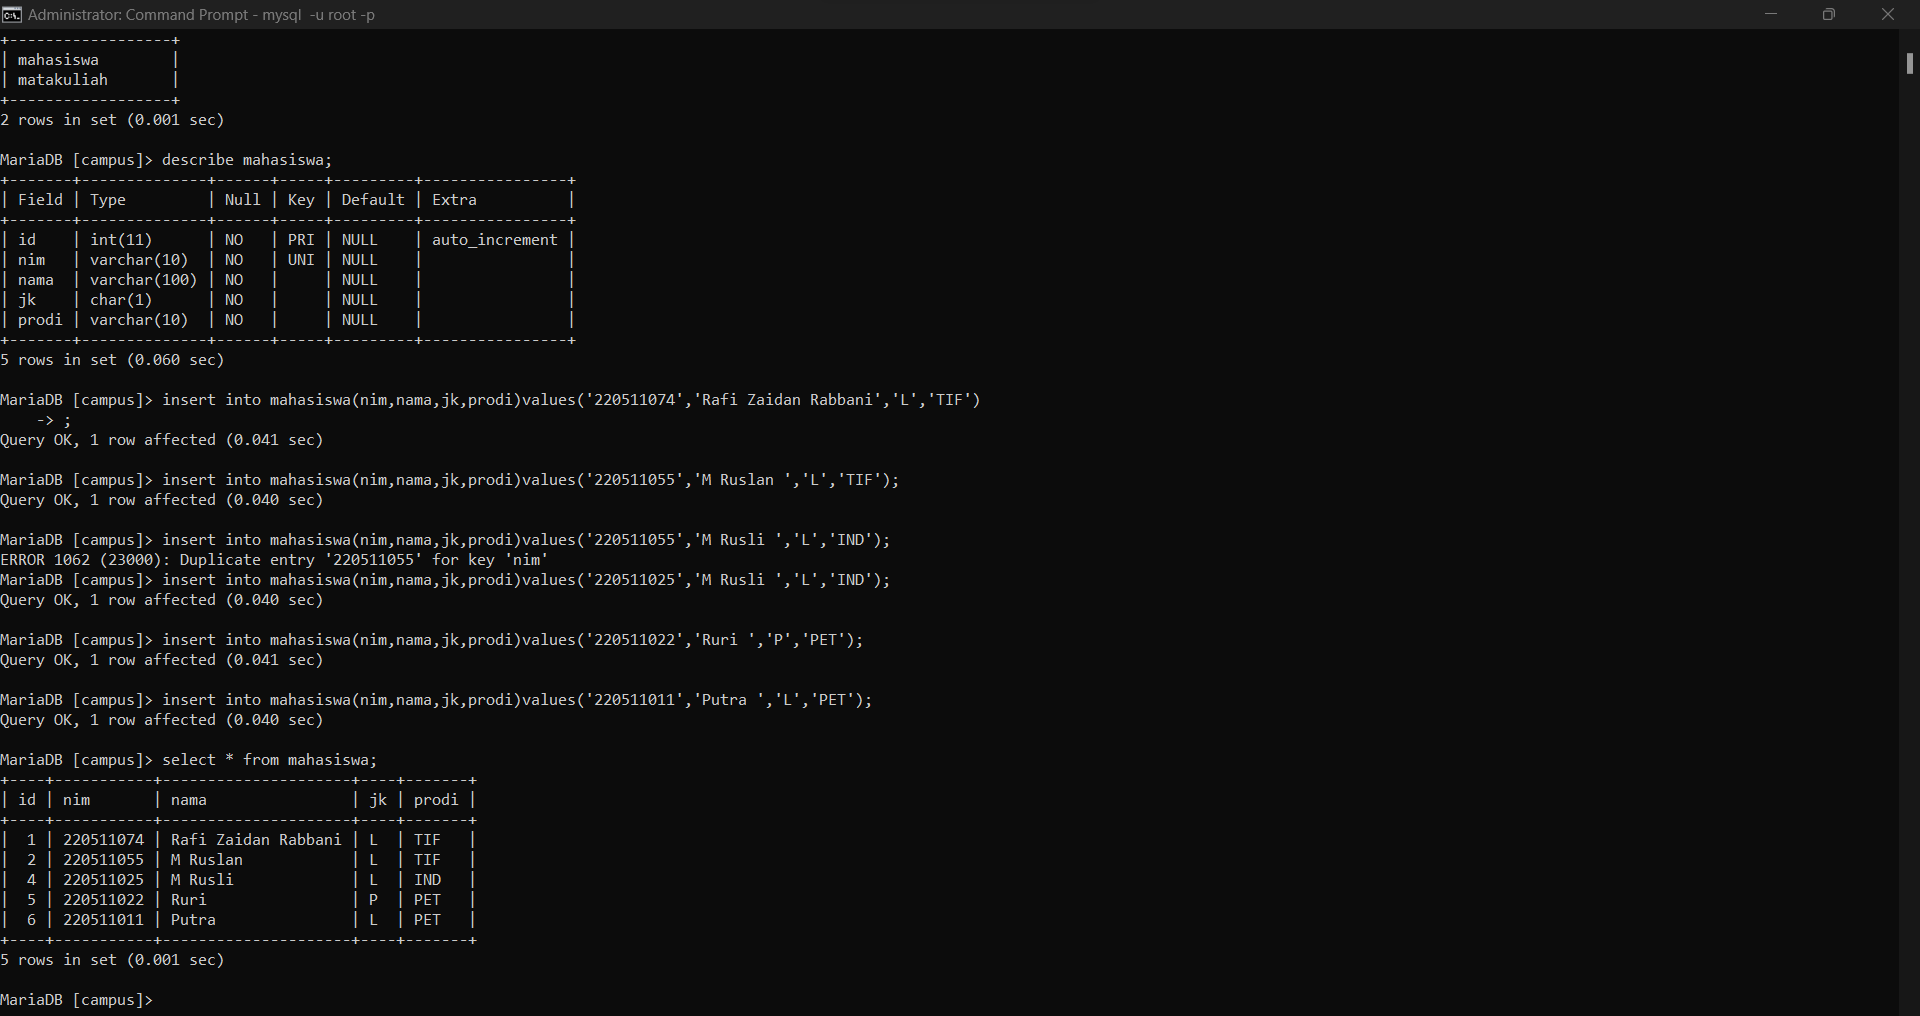 Administrator: Command Prompt - mysql  -u root -p
+------------------+
| mahasiswa        |
| matakuliah       |
+------------------+
2 rows in set (0.001 sec)

MariaDB [campus]> describe mahasiswa;
+-------+--------------+------+-----+---------+----------------+
| Field | Type         | Null | Key | Default | Extra          |
+-------+--------------+------+-----+---------+----------------+
| id    | int(11)      | NO   | PRI | NULL    | auto_increment |
| nim   | varchar(10)  | NO   | UNI | NULL    |                |
| nama  | varchar(100) | NO   |     | NULL    |                |
| jk    | char(1)      | NO   |     | NULL    |                |
| prodi | varchar(10)  | NO   |     | NULL    |                |
+-------+--------------+------+-----+---------+----------------+
5 rows in set (0.060 sec)

MariaDB [campus]> insert into mahasiswa(nim,nama,jk,prodi)values('220511074','Rafi Zaidan Rabbani','L','TIF')
    -> ;
Query OK, 1 row affected (0.041 sec)

MariaDB [campus]> insert into mahasiswa(nim,nama,jk,prodi)values('220511055','M Ruslan ','L','TIF');
Query OK, 1 row affected (0.040 sec)

MariaDB [campus]> insert into mahasiswa(nim,nama,jk,prodi)values('220511055','M Rusli ','L','IND');
ERROR 1062 (23000): Duplicate entry '220511055' for key 'nim'
MariaDB [campus]> insert into mahasiswa(nim,nama,jk,prodi)values('220511025','M Rusli ','L','IND');
Query OK, 1 row affected (0.040 sec)

MariaDB [campus]> insert into mahasiswa(nim,nama,jk,prodi)values('220511022','Ruri ','P','PET');
Query OK, 1 row affected (0.041 sec)

MariaDB [campus]> insert into mahasiswa(nim,nama,jk,prodi)values('220511011','Putra ','L','PET');
Query OK, 1 row affected (0.040 sec)

MariaDB [campus]> select * from mahasiswa;
+----+-----------+---------------------+----+-------+
| id | nim       | nama                | jk | prodi |
+----+-----------+---------------------+----+-------+
|  1 | 220511074 | Rafi Zaidan Rabbani | L  | TIF   |
|  2 | 220511055 | M Ruslan            | L  | TIF   |
|  4 | 220511025 | M Rusli             | L  | IND   |
|  5 | 220511022 | Ruri                | P  | PET   |
|  6 | 220511011 | Putra               | L  | PET   |
+----+-----------+---------------------+----+-------+
5 rows in set (0.001 sec)

MariaDB [campus]>